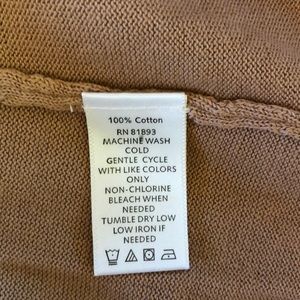 100% Cotton
RN 81893
MACHINE WASH
COLD
GENTLE CYCLE
WITH LIKE COLORS
ONLY
NON-CHLORINE
BLEACH WHEN
NEEDED
TUMBLE DRY LOW
LOW IRON IF
NEEDED